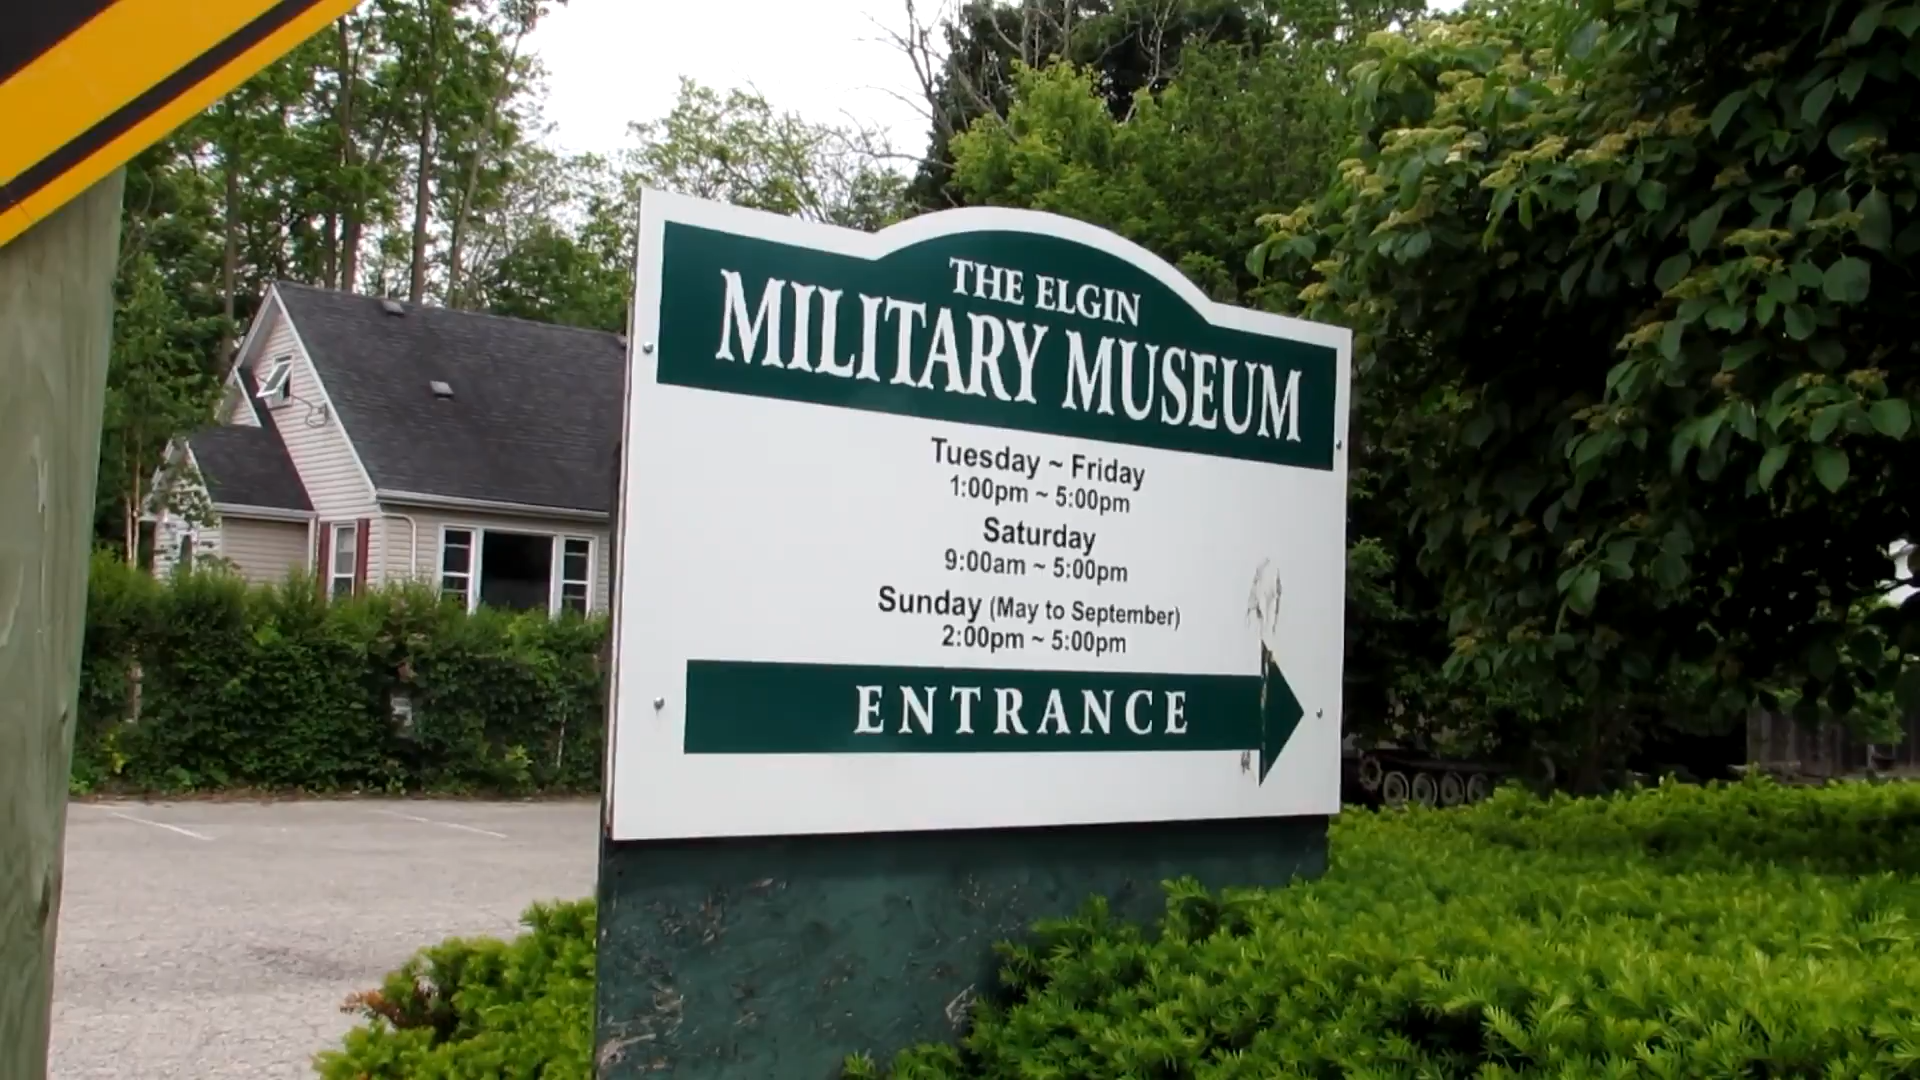 THE ELGIN
MILITARY MUSEUM
Tuesday ~ Friday
1:00pm ~ 5:00pm
Saturday
9:00am ~ 5:00pm
Sunday (May to September)
2:00pm ~ 5:00pm
ENTRANCE